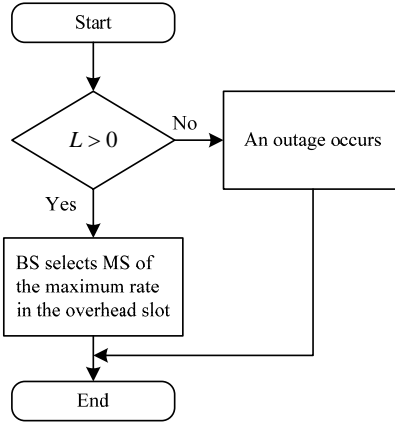 Start
L > 0
No
An outage occurs
Yes
BS selects MS of
the maximum rate
in the overhead slot
End